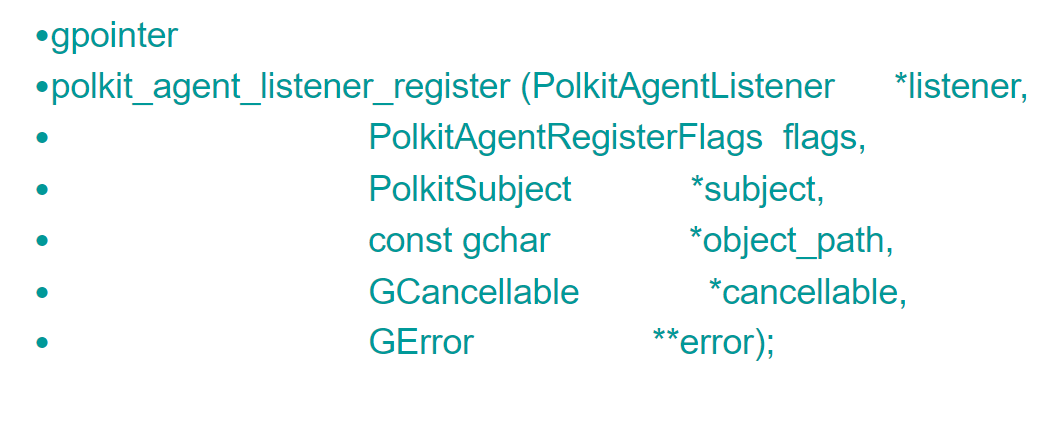 •gpointer
•polkit_agent_listener_register (PolkitAgentListener *listener,
• PolkitAgentRegisterFlags flags,
• PolkitSubject *subject,
• const gchar *object_path,
• GCancellable *cancellable,
• GError **error);